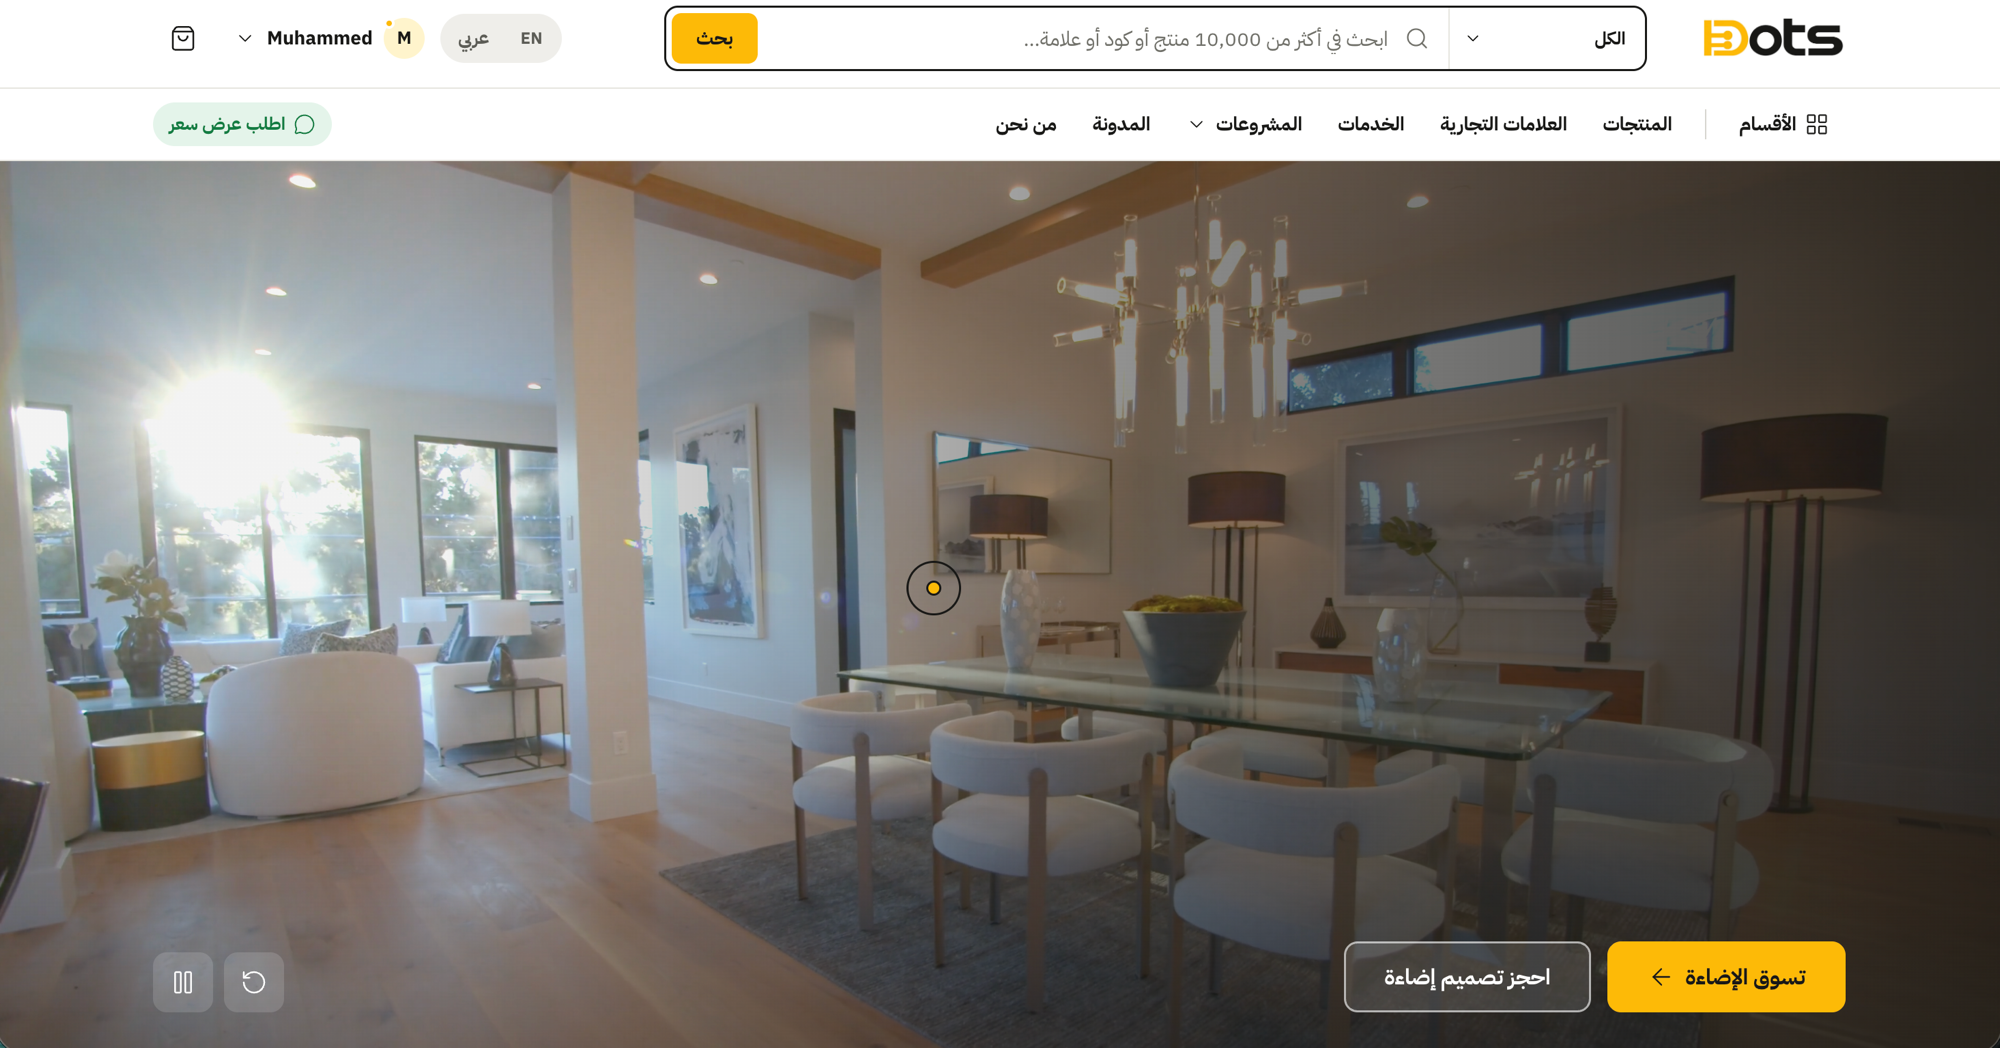 Dots
الكل
ابحث في أكثر من 10,000 منتج أو كود أو علامة...
بحث
عربي EN
M Muhammed
الأقسام
المنتجات
العلامات التجارية
الخدمات
المشروعات
المدونة
من نحن
اطلب عرض سعر
تسوق الإضاءة
احجز تصميم إضاءة